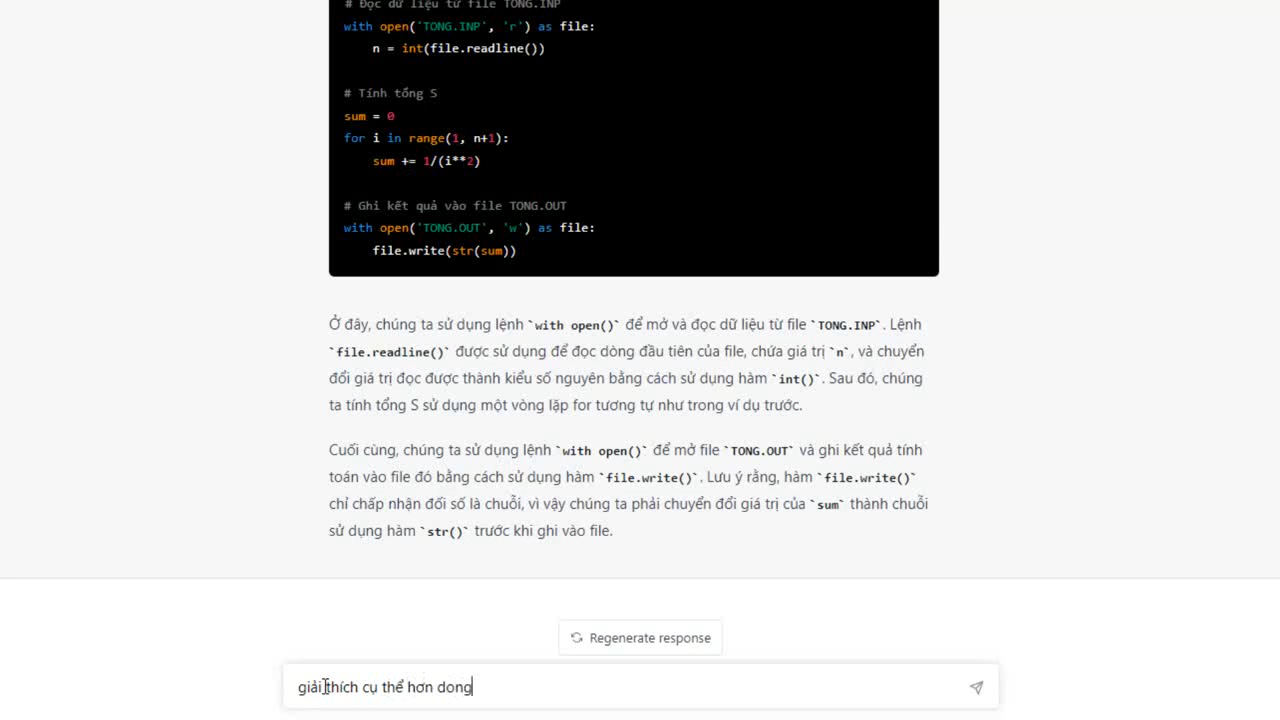 # Đọc dữ liệu từ file TONG.INP
with open('TONG.INP', 'r') as file:
n = int(file.readline())
# Tính tổng S
sum = 0
for i in range(1, n+1):
sum += 1/(i**2)
# Ghi kết quả vào file TONG.OUT
with open('TONG.OUT', 'w') as file:
file.write(str(sum))
Ở đây, chúng ta sử dụng lệnh `with open()` để mở và đọc dữ liệu từ file `TONG.INP`. Lệnh
`file.readline()` được sử dụng để đọc dòng đầu tiên của file, chứa giá trị `n`, và chuyển
đổi giá trị đọc được thành kiểu số nguyên bằng cách sử dụng hàm `int()`. Sau đó, chúng
ta tính tổng S sử dụng một vòng lặp for tương tự như trong ví dụ trước.
Cuối cùng, chúng ta sử dụng lệnh `with open()` để mở file `TONG.OUT` và ghi kết quả tính
toán vào file đó bằng cách sử dụng hàm `file.write()`. Lưu ý rằng, hàm `file.write()`
chỉ chấp nhận đối số là chuỗi, vì vậy chúng ta phải chuyển đổi giá trị của `sum` thành chuỗi
sử dụng hàm `str()` trước khi ghi vào file.
Regenerate response
giải thích cụ thể hơn dong